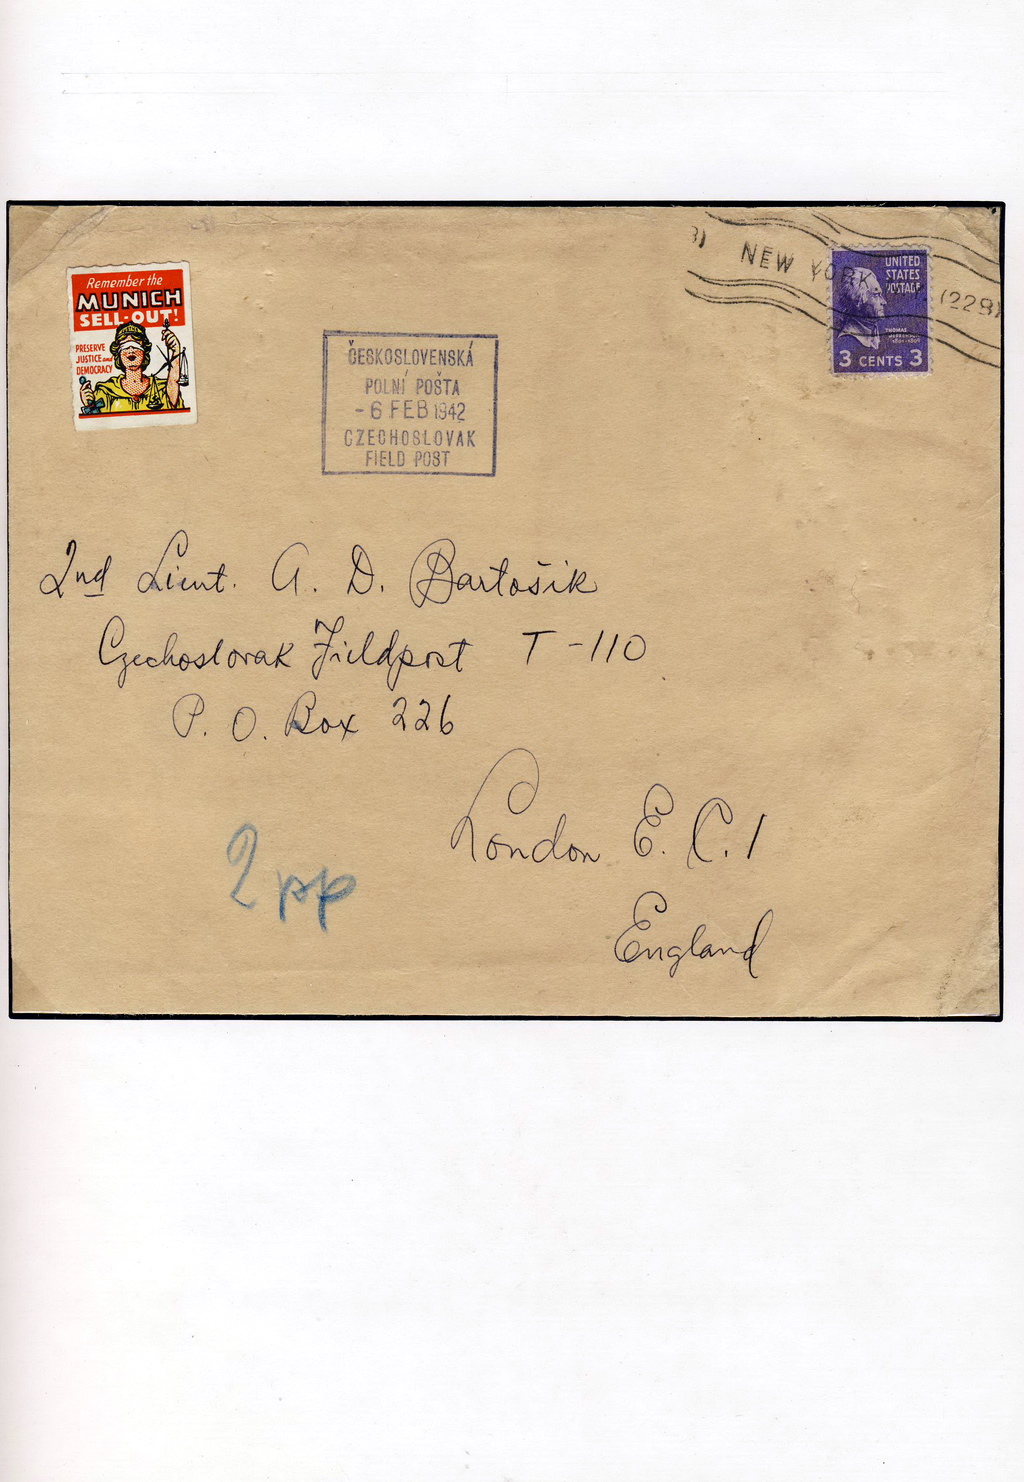 Remember the
MUNICH
SELL-OUT!
PRESERVE
JUSTICE and
DEMOCRACY
ČESKOSLOVENSKÁ
POLNÍ POŠTA
- 6 FEB 1942
CZECHOSLOVAK
FIELD POST
NEW YORK (228)
UNITED
STATES
POSTAGE
THOMAS
JEFFERSON
3 CENTS 3
2nd Lieut. A. D. Bartošik
Czechoslovak Fieldpost T-110
P. O. Box 226
London E. C. 1
England
2 pp